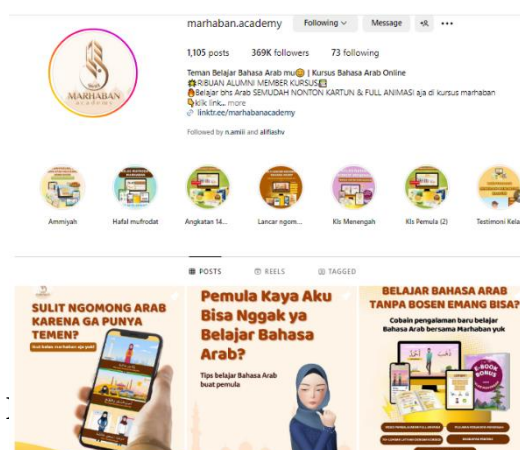 marhaban.academy Following Message
1,105 posts 369K followers 73 following
Teman Belajar Bahasa Arab mu😊 | Kursus Bahasa Arab Online
RIBUAN ALUMNI MEMBER KURSUS
Belajar bhs Arab SEMUDAH NONTON KARTUN & FULL ANIMASI aja di kursus marhaban
klik link... more
linktr.ee/marhabanacademy
Followed by n.amiii and alifiashv
MARHABAN
academy
Ammiyah Hafal mufrodat Angkatan 14... Lancar ngom... Kls Menengah Kls Pemula (2) Testimoni Kela
POSTS REELS TAGGED
SULIT NGOMONG ARAB
KARENA GA PUNYA
TEMEN?
Pemula Kaya Aku
Bisa Nggak ya
Belajar Bahasa
Arab?
Tips belajar Bahasa Arab
buat pemula
BELAJAR BAHASA ARAB
TANPA BOSEN EMANG BISA?
Cobain pengalaman baru belajar
Bahasa Arab bersama Marhaban yuk
E-BOOK
BONUS